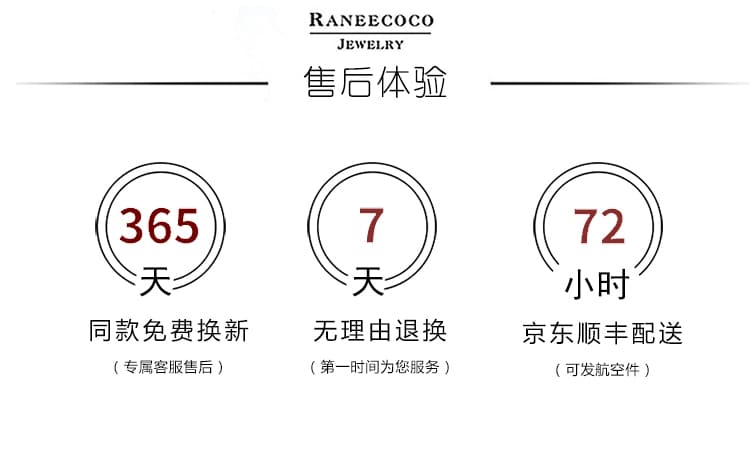 RANEECOCO
JEWELRY
售后体验
365
天
同款免费换新
(专属客服售后)
7
天
无理由退换
(第一时间为您服务)
72
小时
京东顺丰配送
(可发航空件)